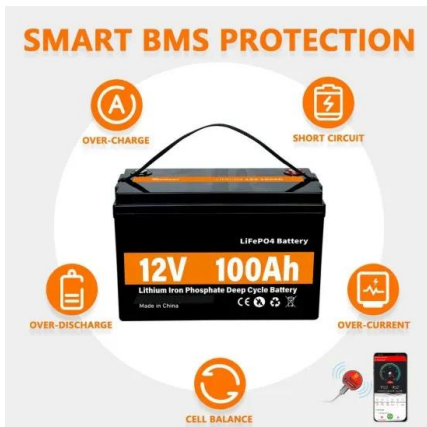 SMART BMS PROTECTION
A
OVER-CHARGE
SHORT CIRCUIT
LiFePO4 Battery
12V 100Ah
Lithium Iron Phosphate Deep Cycle Battery
Made in China
CE
OVER-DISCHARGE
OVER-CURRENT
CELL BALANCE